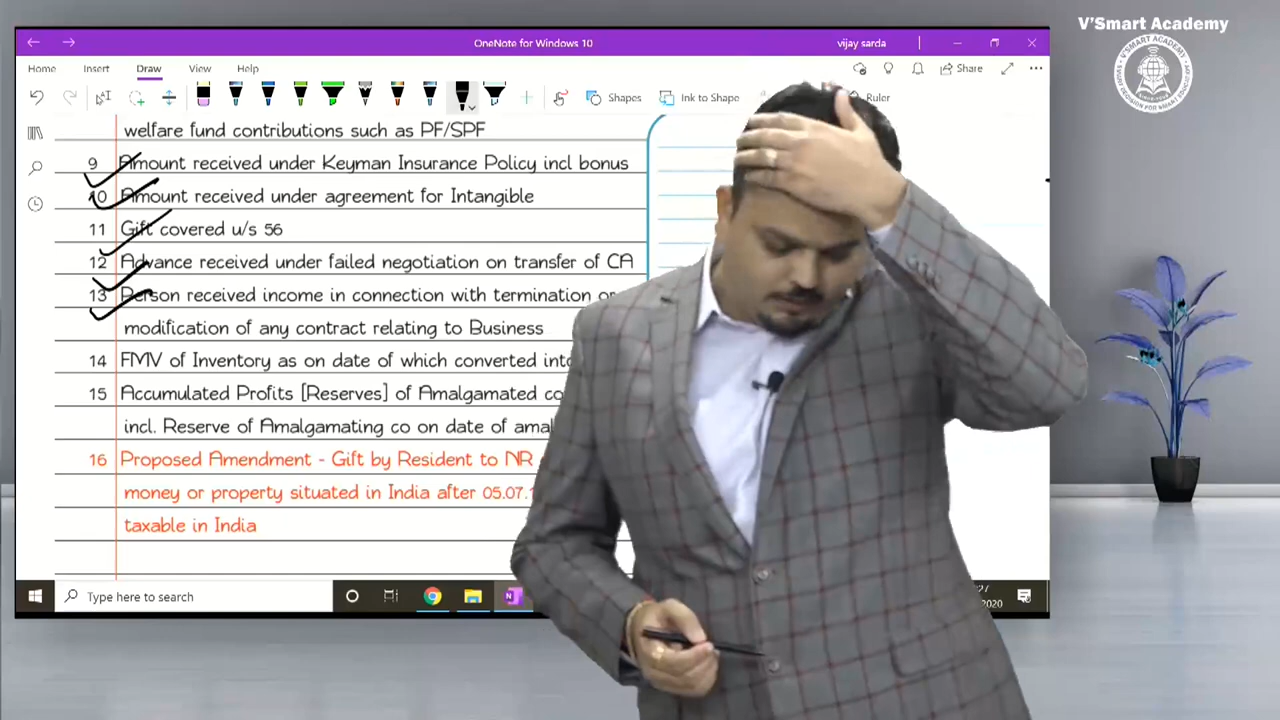 V'Smart Academy
OneNote for Windows 10
vijay sarda
Home Insert Draw View Help
Share
Shapes Ink to Shape Ruler
welfare fund contributions such as PF/SPF
9 Amount received under Keyman Insurance Policy incl bonus
10 Amount received under agreement for Intangible
11 Gift covered u/s 56
12 Advance received under failed negotiation on transfer of CA
13 Person received income in connection with termination or
modification of any contract relating to Business
14 FMV of Inventory as on date of which converted into
15 Accumulated Profits [Reserves] of Amalgamated co
incl. Reserve of Amalgamating co on date of
16 Proposed Amendment - Gift by Resident to NR
money or property situated in India after 05.07.
taxable in India
Type here to search
2020